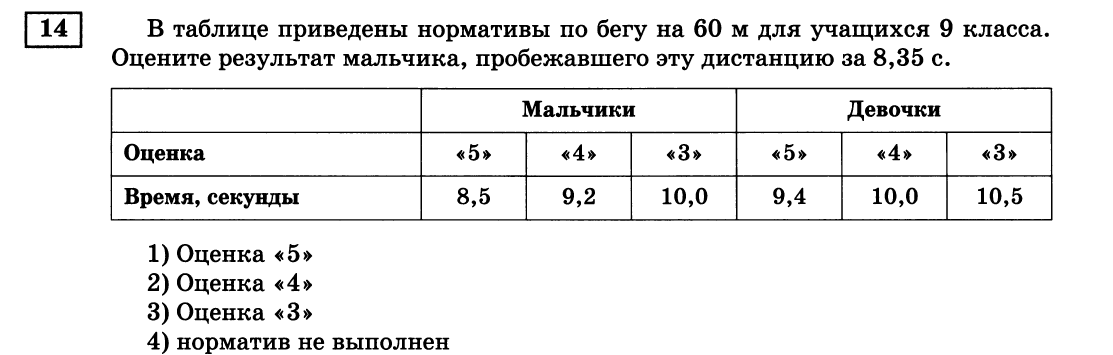 14
В таблице приведены нормативы по бегу на 60 м для учащихся 9 класса.
Оцените результат мальчика, пробежавшего эту дистанцию за 8,35 с.
Мальчики Девочки
Оценка «5» «4» «3» «5» «4» «3»
Время, секунды 8,5 9,2 10,0 9,4 10,0 10,5
1) Оценка «5»
2) Оценка «4»
3) Оценка «3»
4) норматив не выполнен